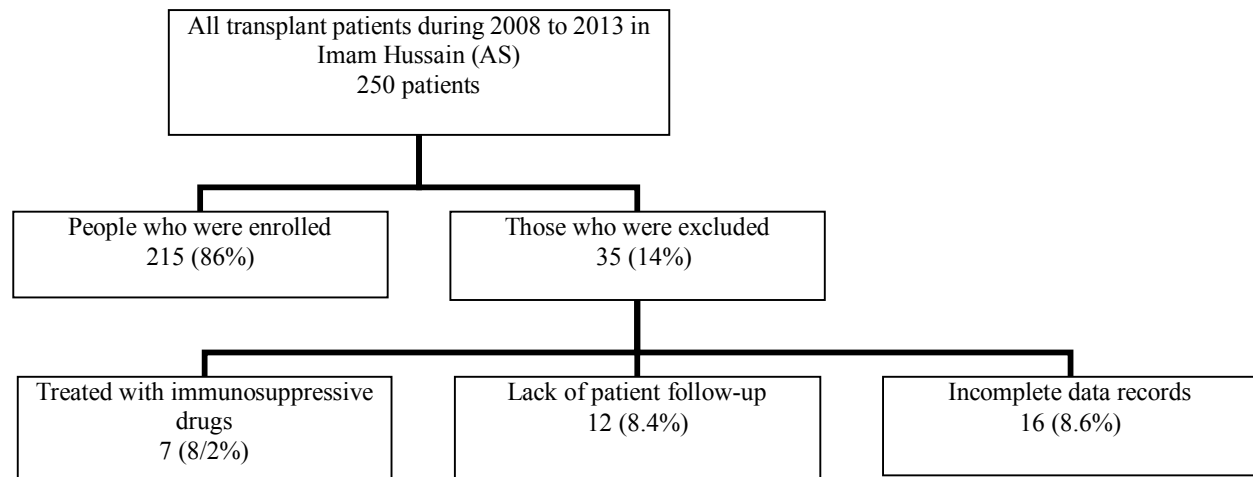 All transplant patients during 2008 to 2013 in
Imam Hussain (AS)
250 patients
People who were enrolled
215 (86%)
Those who were excluded
35 (14%)
Treated with immunosuppressive
drugs
7 (8/2%)
Lack of patient follow-up
12 (8.4%)
Incomplete data records
16 (8.6%)